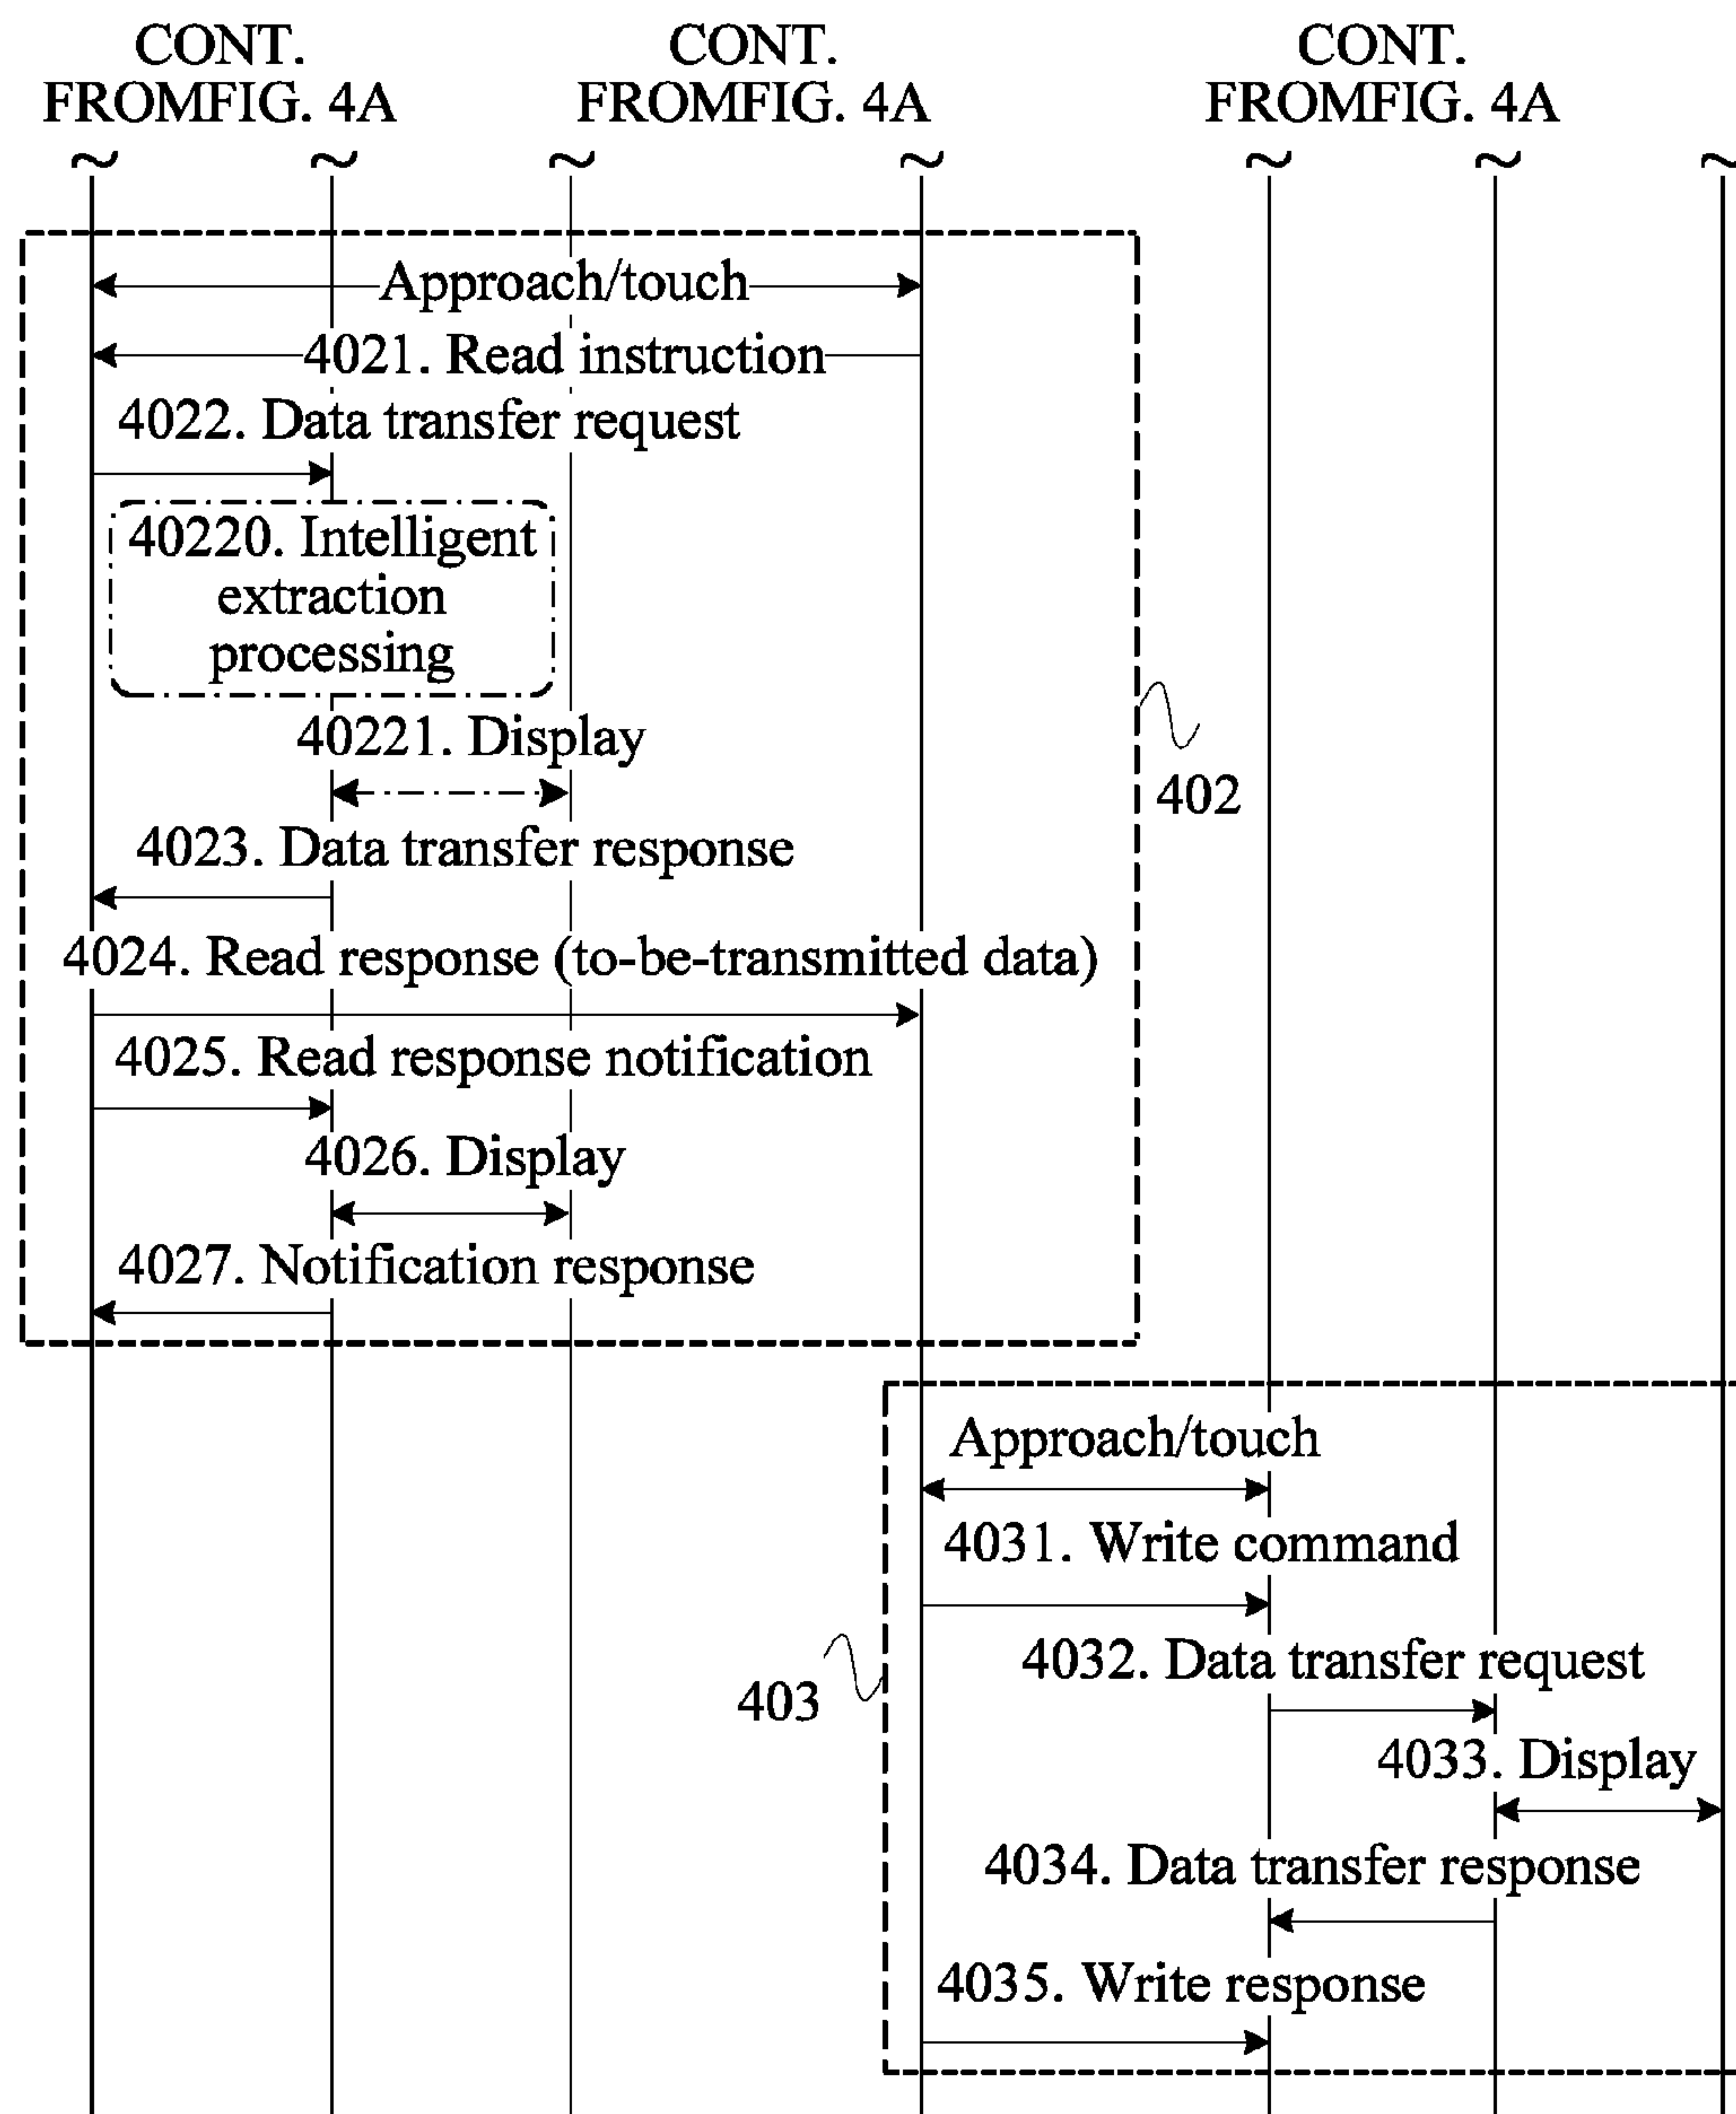 CONT.
FROMFIG. 4A
CONT.
FROMFIG. 4A
CONT.
FROMFIG. 4A
Approach/touch
4021. Read instruction
4022. Data transfer request
40220. Intelligent
extraction
processing
40221. Display
402
4023. Data transfer response
4024. Read response (to-be-transmitted data)
4025. Read response notification
4026. Display
4027. Notification response
Approach/touch
4031. Write command
4032. Data transfer request
403
4033. Display
4034. Data transfer response
4035. Write response